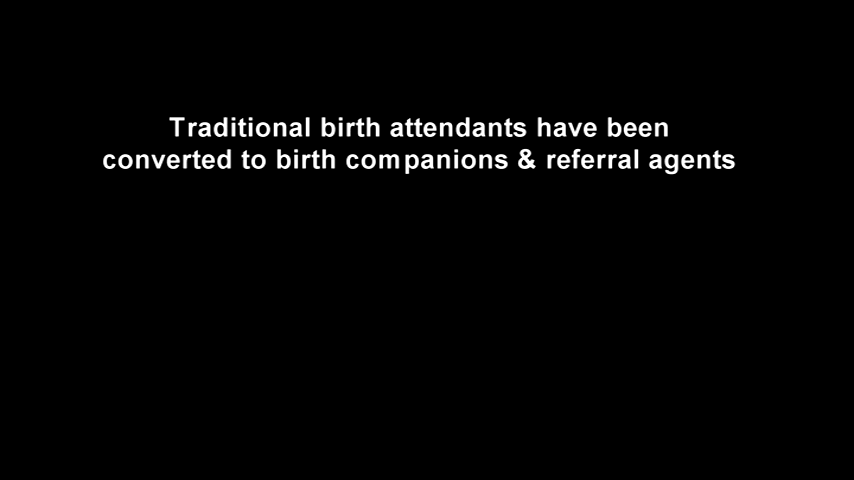 Traditional birth attendants have been
converted to birth companions & referral agents